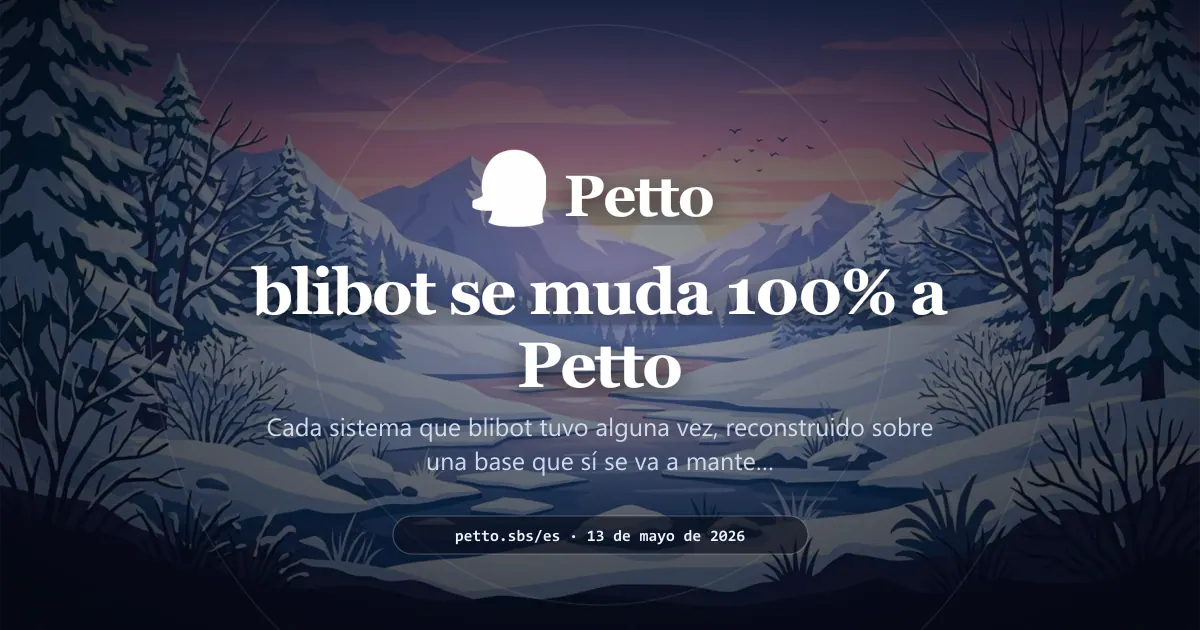 Petto
blibot se muda 100% a
Petto
Cada sistema que blibot tuvo alguna vez, reconstruido sobre
una base que sí se va a mante...
petto.sbs/es · 13 de mayo de 2026